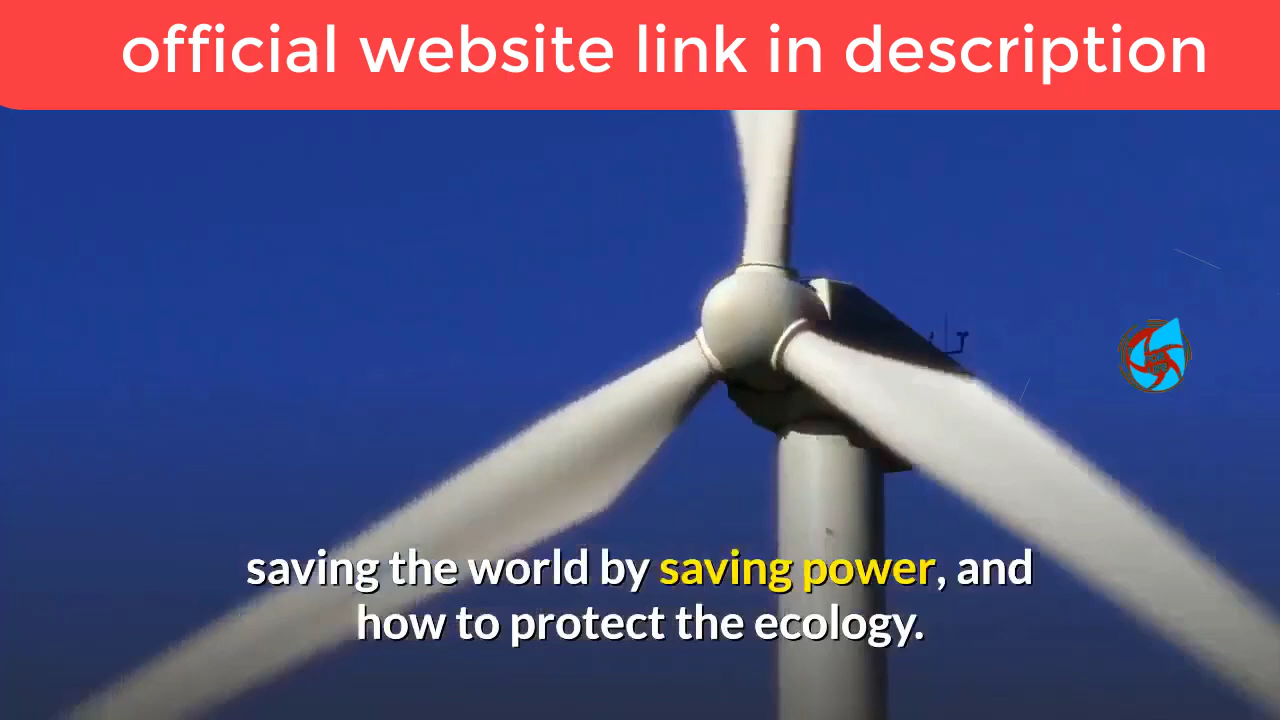 official website link in description
saving the world by saving power, and
how to protect the ecology.